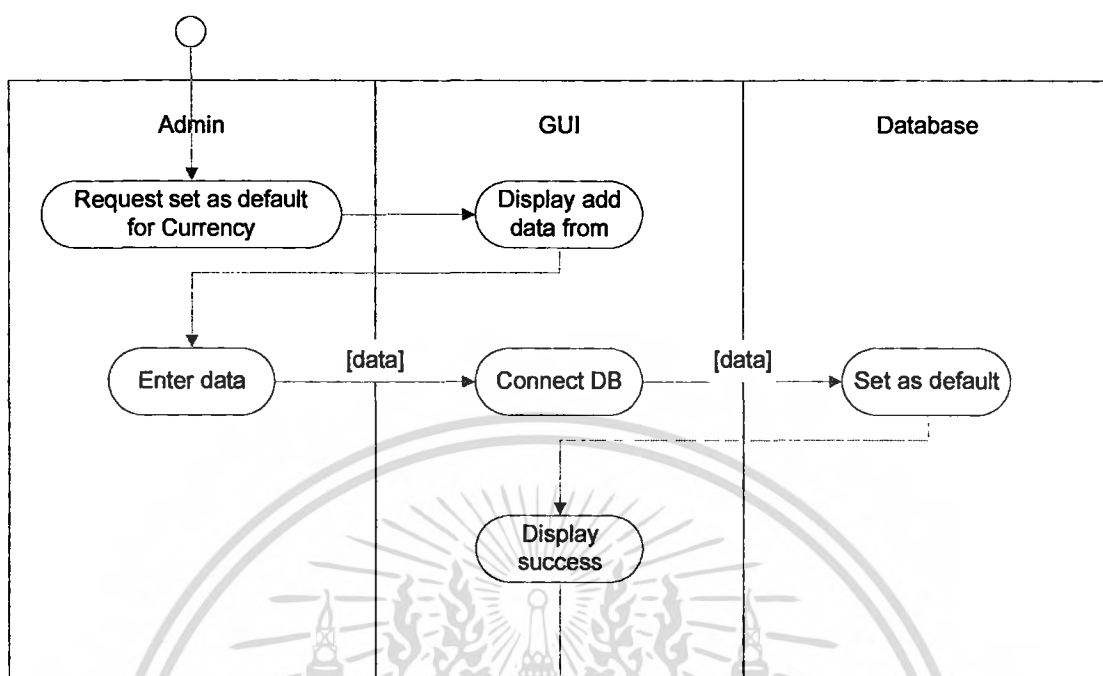 Admin
GUI
Database
Request set as default
for Currency
Display add
data from
Enter data
[data]
Connect DB
[data]
Set as default
Display
success